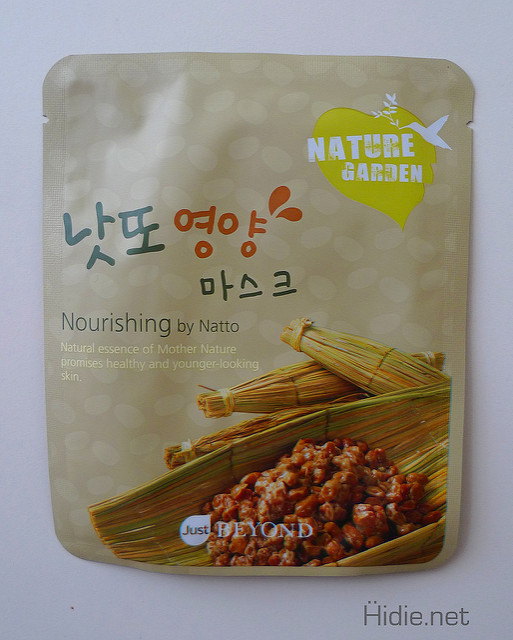 NATURE
GARDEN
낫또 영양
마스크
Nourishing by Natto
Natural essence of Mother Nature
promises healthy and younger-looking
skin.
Just BEYOND
Hidie.net